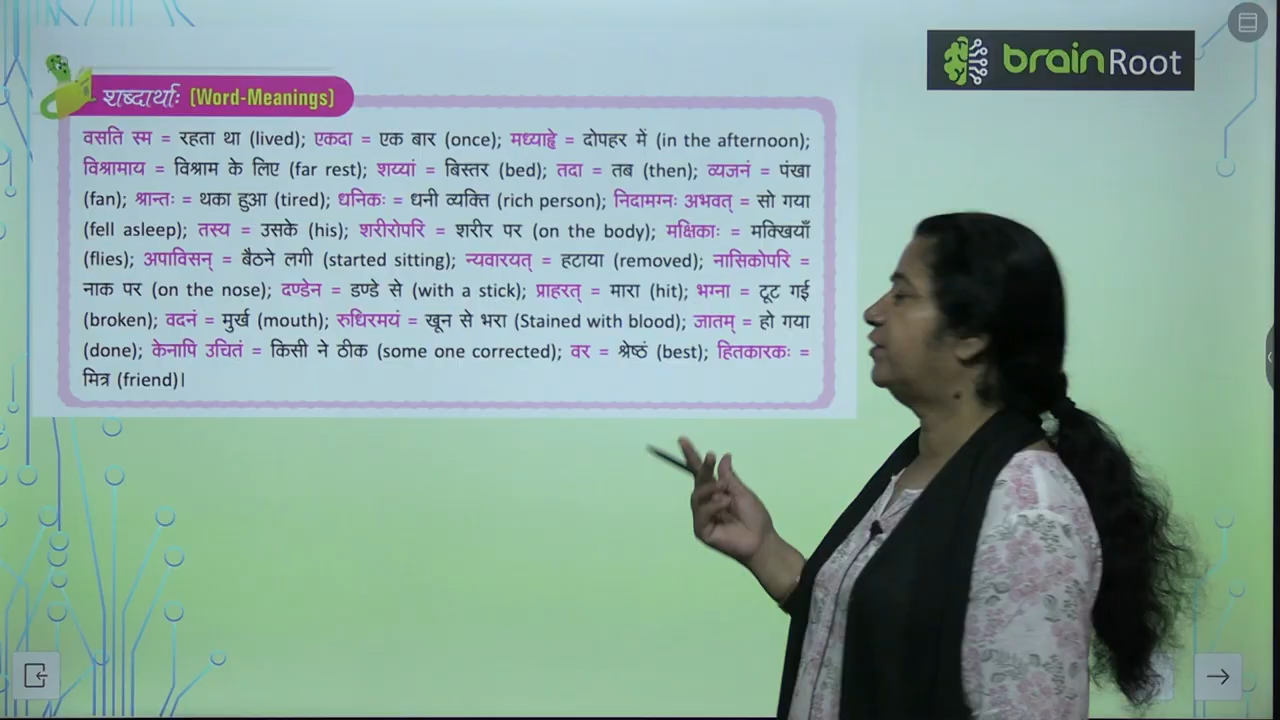 brainRoot
शब्दार्थाः (Word-Meanings)
वसति स्म = रहता था (lived); एकदा = एक बार (once); मध्याह्ने = दोपहर में (in the afternoon);
विश्रामाय = विश्राम के लिए (far rest); शय्यां = बिस्तर (bed); तदा = तब (then); व्यजनं = पंखा
(fan); श्रान्तः = थका हुआ (tired); धनिकः = धनी व्यक्ति (rich person); निदामग्नः अभवत् = सो गया
(fell asleep); तस्य = उसके (his); शरीरोपरि = शरीर पर (on the body); मक्षिकाः = मक्खियाँ
(flies); अपाविसन् = बैठने लगी (started sitting); न्यवारयत् = हटाया (removed); नासिकोपरि =
नाक पर (on the nose); दण्डेन = डण्डे से (with a stick); प्राहरत् = मारा (hit); भग्ना = टूट गई
(broken); वदनं = मुर्ख (mouth); रुधिरमयं = खून से भरा (Stained with blood); जातम् = हो गया
(done); केनापि उचितं = किसी ने ठीक (some one corrected); वर = श्रेष्ठं (best); हितकारकः =
मित्र (friend)।